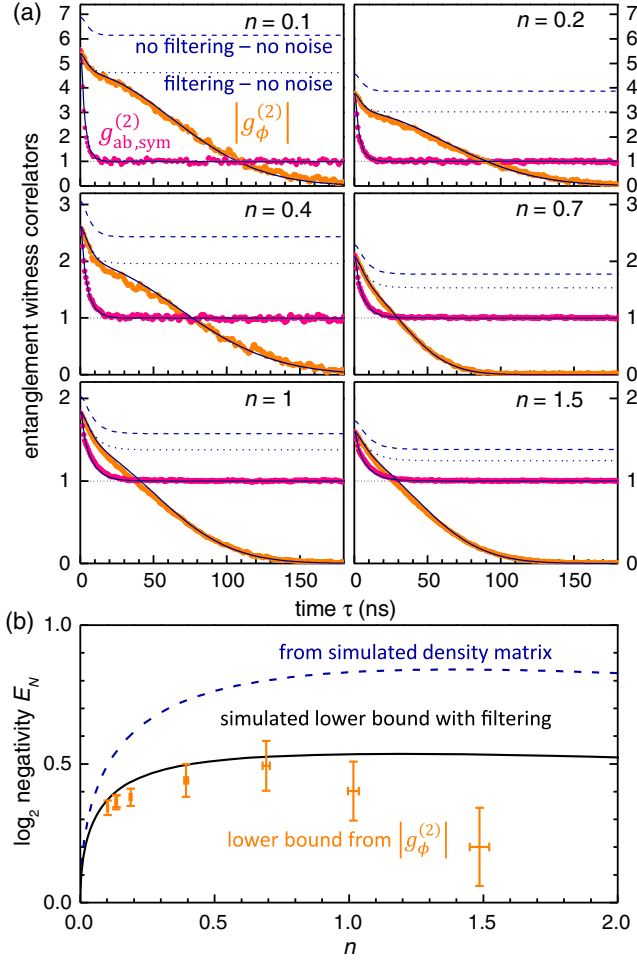 (a)
entanglement witness correlators
7
6
5
4
3
2
1
0
n = 0.1
no filtering – no noise
filtering – no noise
g_{ab,sym}^{(2)}
|g_ϕ^{(2)}|
n = 0.2
8
7
6
5
4
3
2
1
0
3
2
1
0
n = 0.4
n = 0.7
3
2
1
0
2
1
0
n = 1
n = 1.5
2
1
0
0 50 100 150
0 50 100 150
time τ (ns)
(b)
log₂ negativity E_N
1.0
0.5
0.0
from simulated density matrix
simulated lower bound with filtering
lower bound from |g_ϕ^{(2)}|
0.0 0.5 1.0 1.5 2.0
n